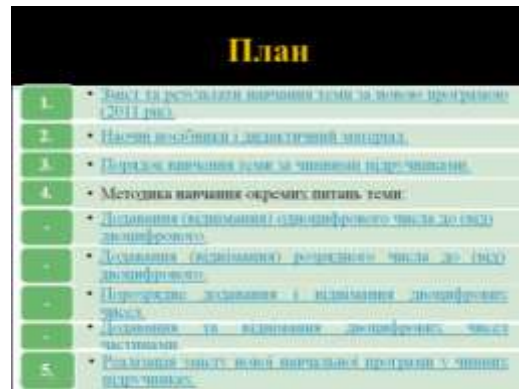 План
1. • Зміст та результати навчання теми за новою програмою
(2011 рік).
2. • Наочні посібники і дидактичний матеріал.
3. • Порядок навчання теми за чинними підручниками.
4. • Методика навчання окремих питань теми:
- • Додавання (віднімання) одноцифрового числа до (від)
двоцифрового.
- • Додавання (віднімання) розрядного числа до (від)
двоцифрового.
- • Порозрядне додавання і віднімання двоцифрових
чисел.
- • Додавання та віднімання двоцифрових чисел
частинами
5. • Реалізація змісту нової навчальної програми у чинних
підручниках.